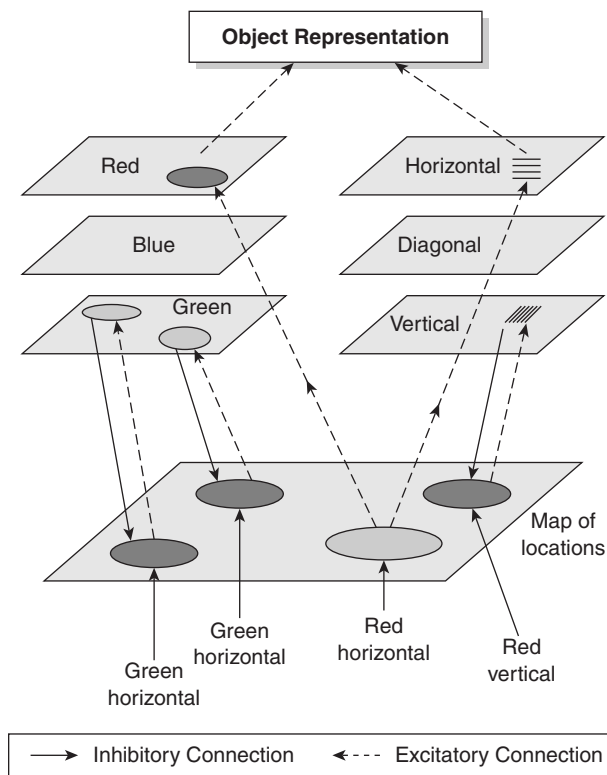 Object Representation
Red
Horizontal
Blue
Diagonal
Green
Vertical
Map of
locations
Green
horizontal
Green
horizontal
Red
horizontal
Red
vertical
Inhibitory Connection
Excitatory Connection